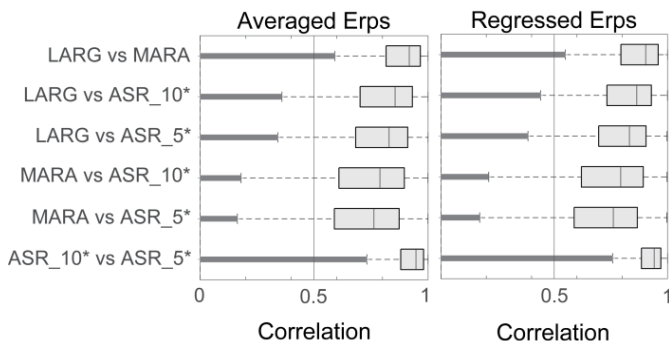 Averaged Erps
Regressed Erps
LARG vs MARA
LARG vs ASR_10*
LARG vs ASR_5*
MARA vs ASR_10*
MARA vs ASR_5*
ASR_10* vs ASR_5*
0 0.5 1
0.5 1
Correlation
Correlation